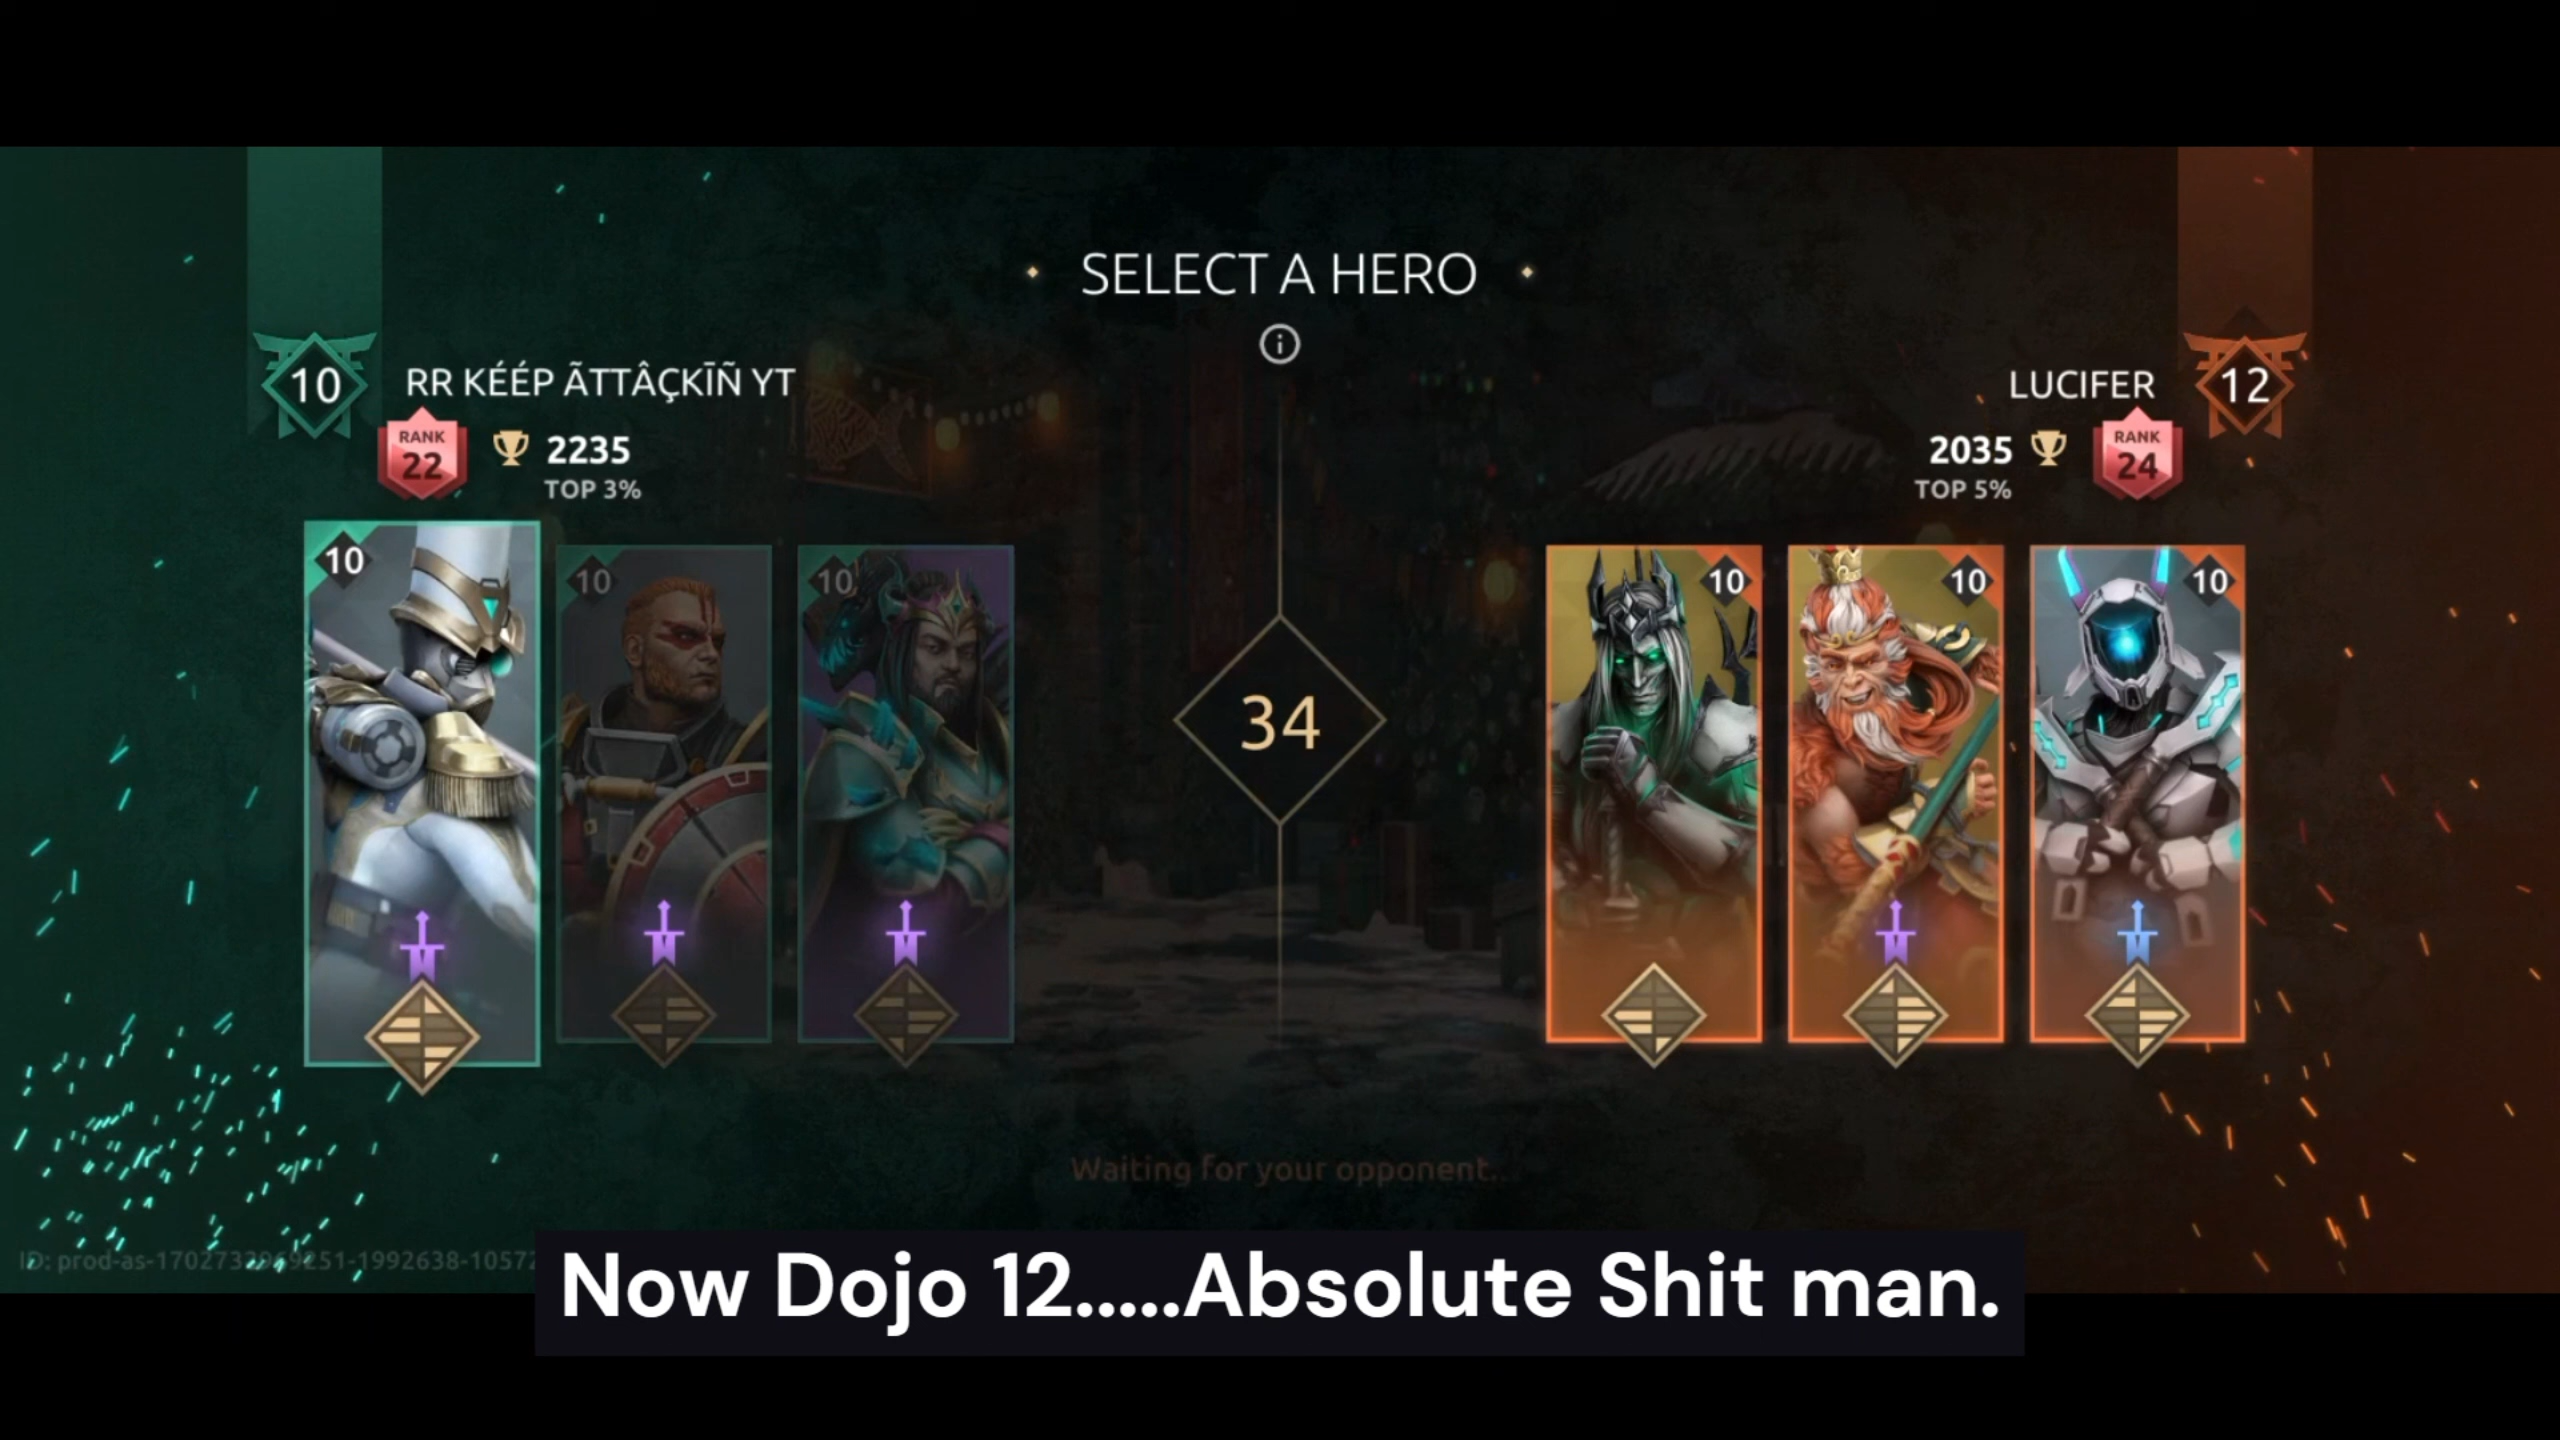 SELECT A HERO
i
10
RR KÉÉP ÃTTÂÇKĪÑ YT
RANK
22
2235
TOP 3%
LUCIFER
12
2035
RANK
24
TOP 5%
10
10
10
34
10
10
10
Waiting for your opponent..
Now Dojo 12.....Absolute Shit man.